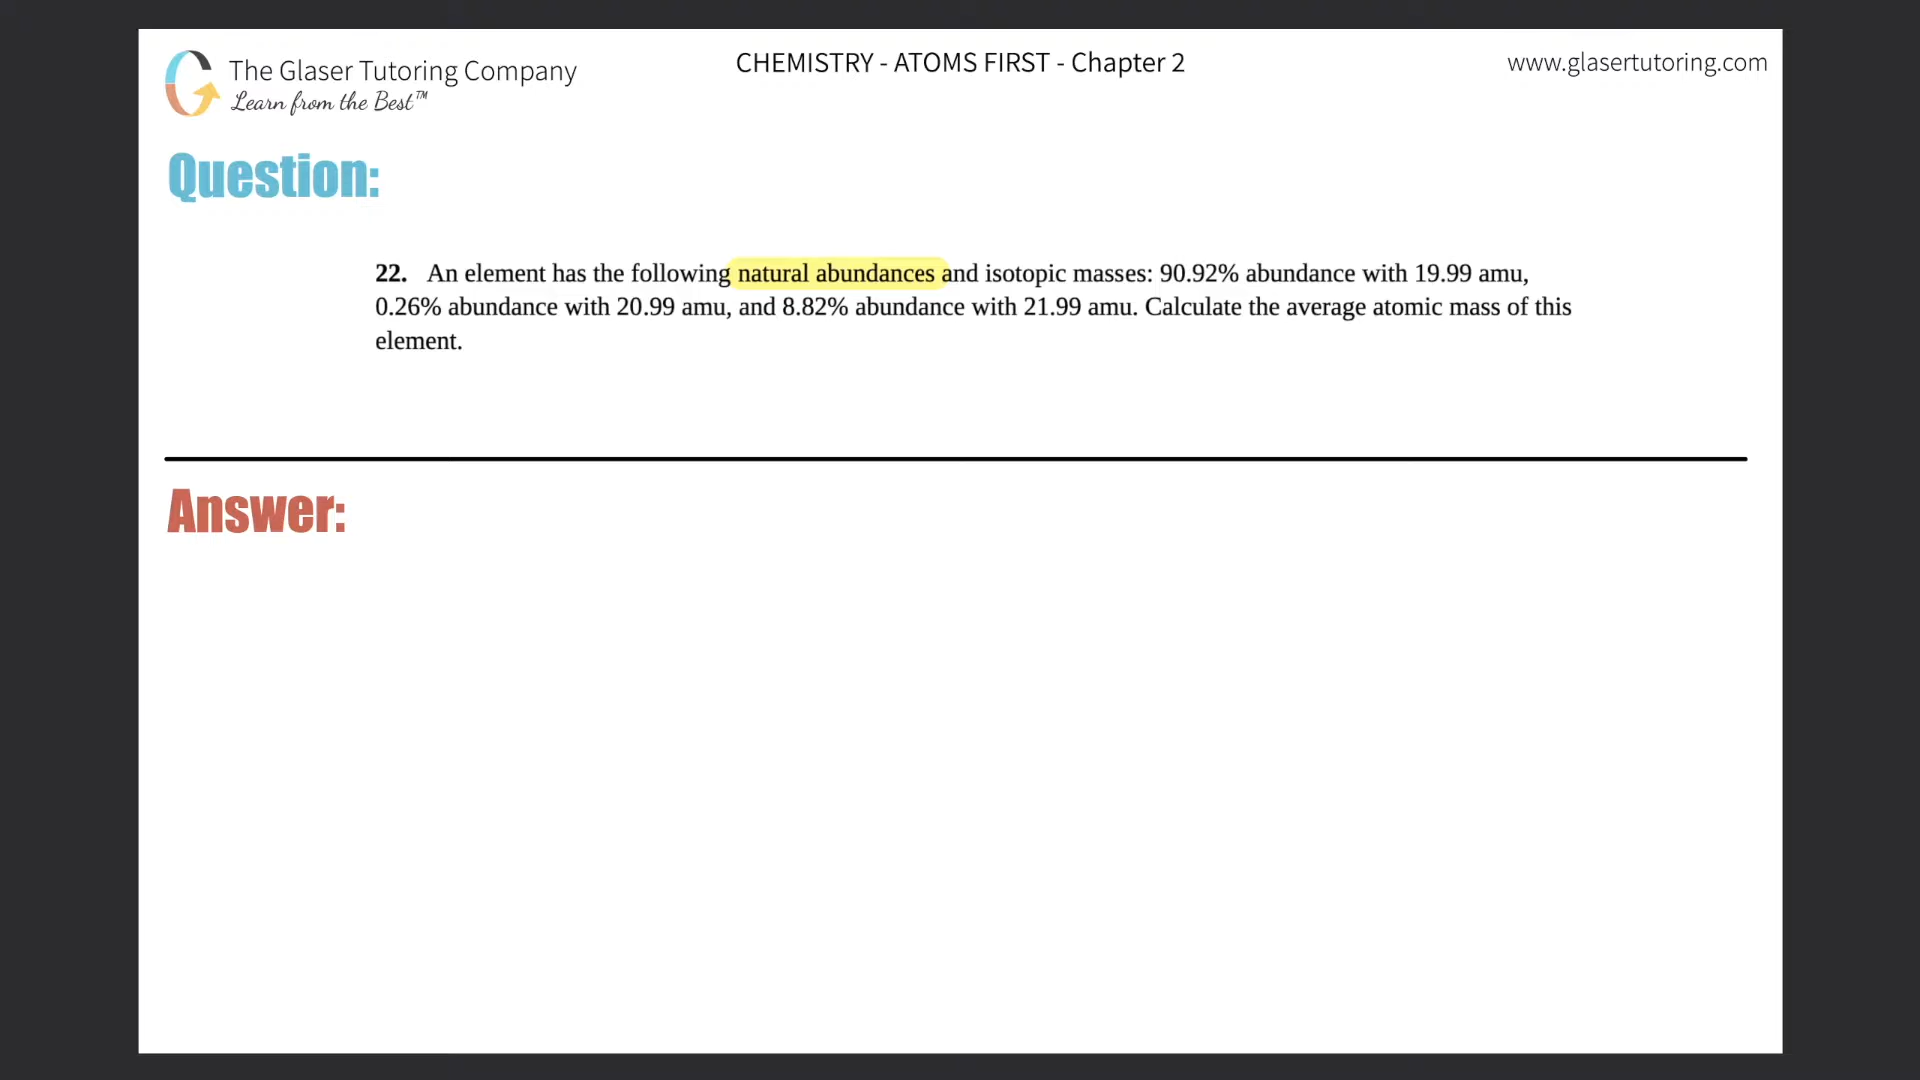 The Glaser Tutoring Company
Learn from the Best™
CHEMISTRY - ATOMS FIRST - Chapter 2
www.glasertutoring.com
Question:
22. An element has the following natural abundances and isotopic masses: 90.92% abundance with 19.99 amu,
0.26% abundance with 20.99 amu, and 8.82% abundance with 21.99 amu. Calculate the average atomic mass of this
element.
Answer: